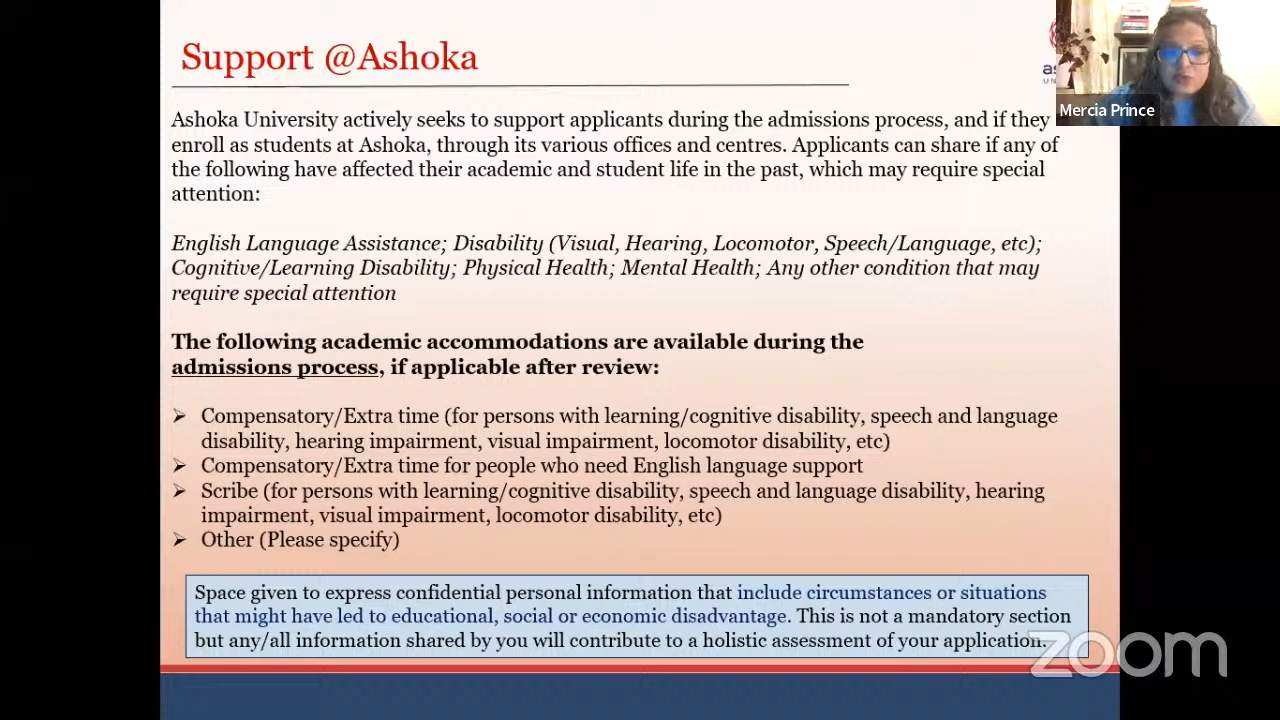 Support @Ashoka
Mercia Prince
Ashoka University actively seeks to support applicants during the admissions process, and if they
enroll as students at Ashoka, through its various offices and centres. Applicants can share if any of
the following have affected their academic and student life in the past, which may require special
attention:
English Language Assistance; Disability (Visual, Hearing, Locomotor, Speech/Language, etc);
Cognitive/Learning Disability; Physical Health; Mental Health; Any other condition that may
require special attention
The following academic accommodations are available during the
admissions process, if applicable after review:
➢ Compensatory/Extra time (for persons with learning/cognitive disability, speech and language
disability, hearing impairment, visual impairment, locomotor disability, etc)
➢ Compensatory/Extra time for people who need English language support
➢ Scribe (for persons with learning/cognitive disability, speech and language disability, hearing
impairment, visual impairment, locomotor disability, etc)
➢ Other (Please specify)
Space given to express confidential personal information that include circumstances or situations
that might have led to educational, social or economic disadvantage. This is not a mandatory section
but any/all information shared by you will contribute to a holistic assessment of your application.
zoom